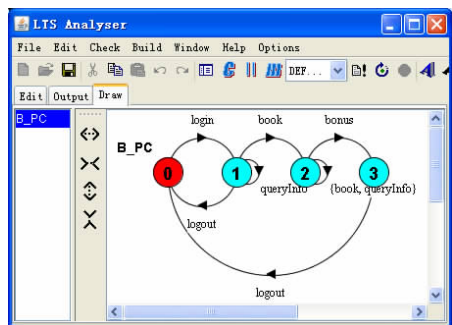 LTS Analyser
File Edit Check Build Window Help Options
DEF...
Edit Output Draw
B_PC
B_PC
login book bonus
0 1 2 3
queryInfo {book, queryInfo}
logout
logout